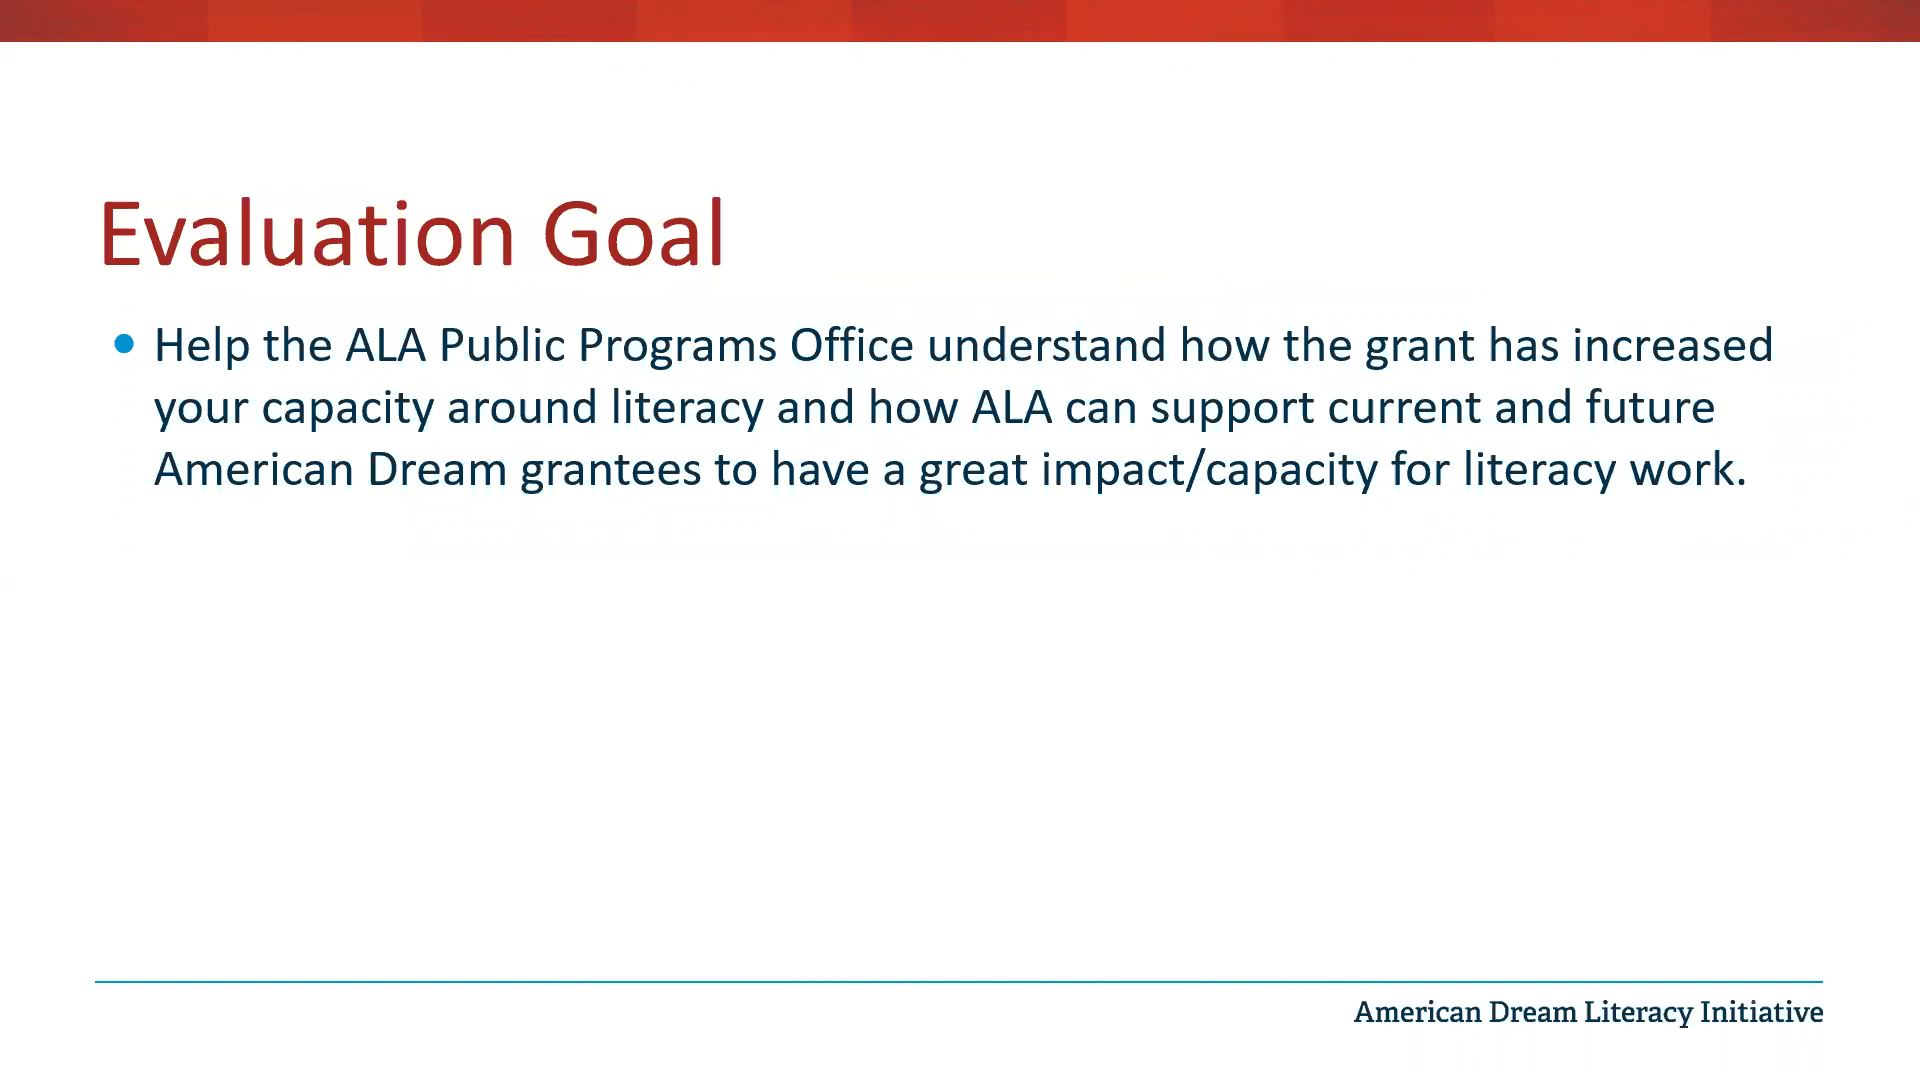 Evaluation Goal
• Help the ALA Public Programs Office understand how the grant has increased
your capacity around literacy and how ALA can support current and future
American Dream grantees to have a great impact/capacity for literacy work.
American Dream Literacy Initiative